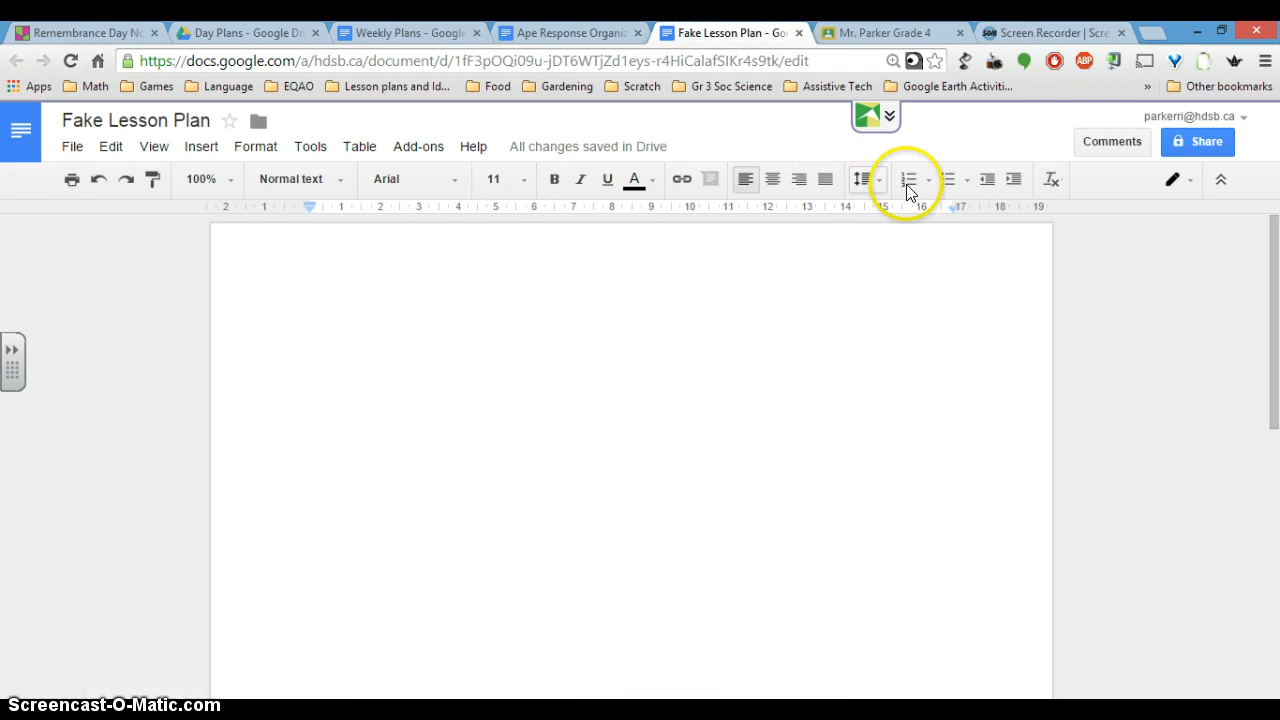 Remembrance Day No
Day Plans - Google Dri
Weekly Plans - Google
Ape Response Organiz
Fake Lesson Plan - Goo
Mr. Parker Grade 4
Screen Recorder | Scre
https://docs.google.com/a/hdsb.ca/document/d/1fF3pOQi09u-jDT6WTjZd1eys-r4HiCalafSIKr4s9tk/edit
Apps Math Games Language EQAO Lesson plans and Id... Food Gardening Scratch Gr 3 Soc Science Assistive Tech Google Earth Activiti... » Other bookmarks
Fake Lesson Plan
parkerri@hdsb.ca
File Edit View Insert Format Tools Table Add-ons Help All changes saved in Drive
Comments Share
100% Normal text Arial 11 B I U A
2 1 1 2 3 4 5 6 7 8 9 10 11 12 13 14 15 16 17 18 19
Screencast-O-Matic.com